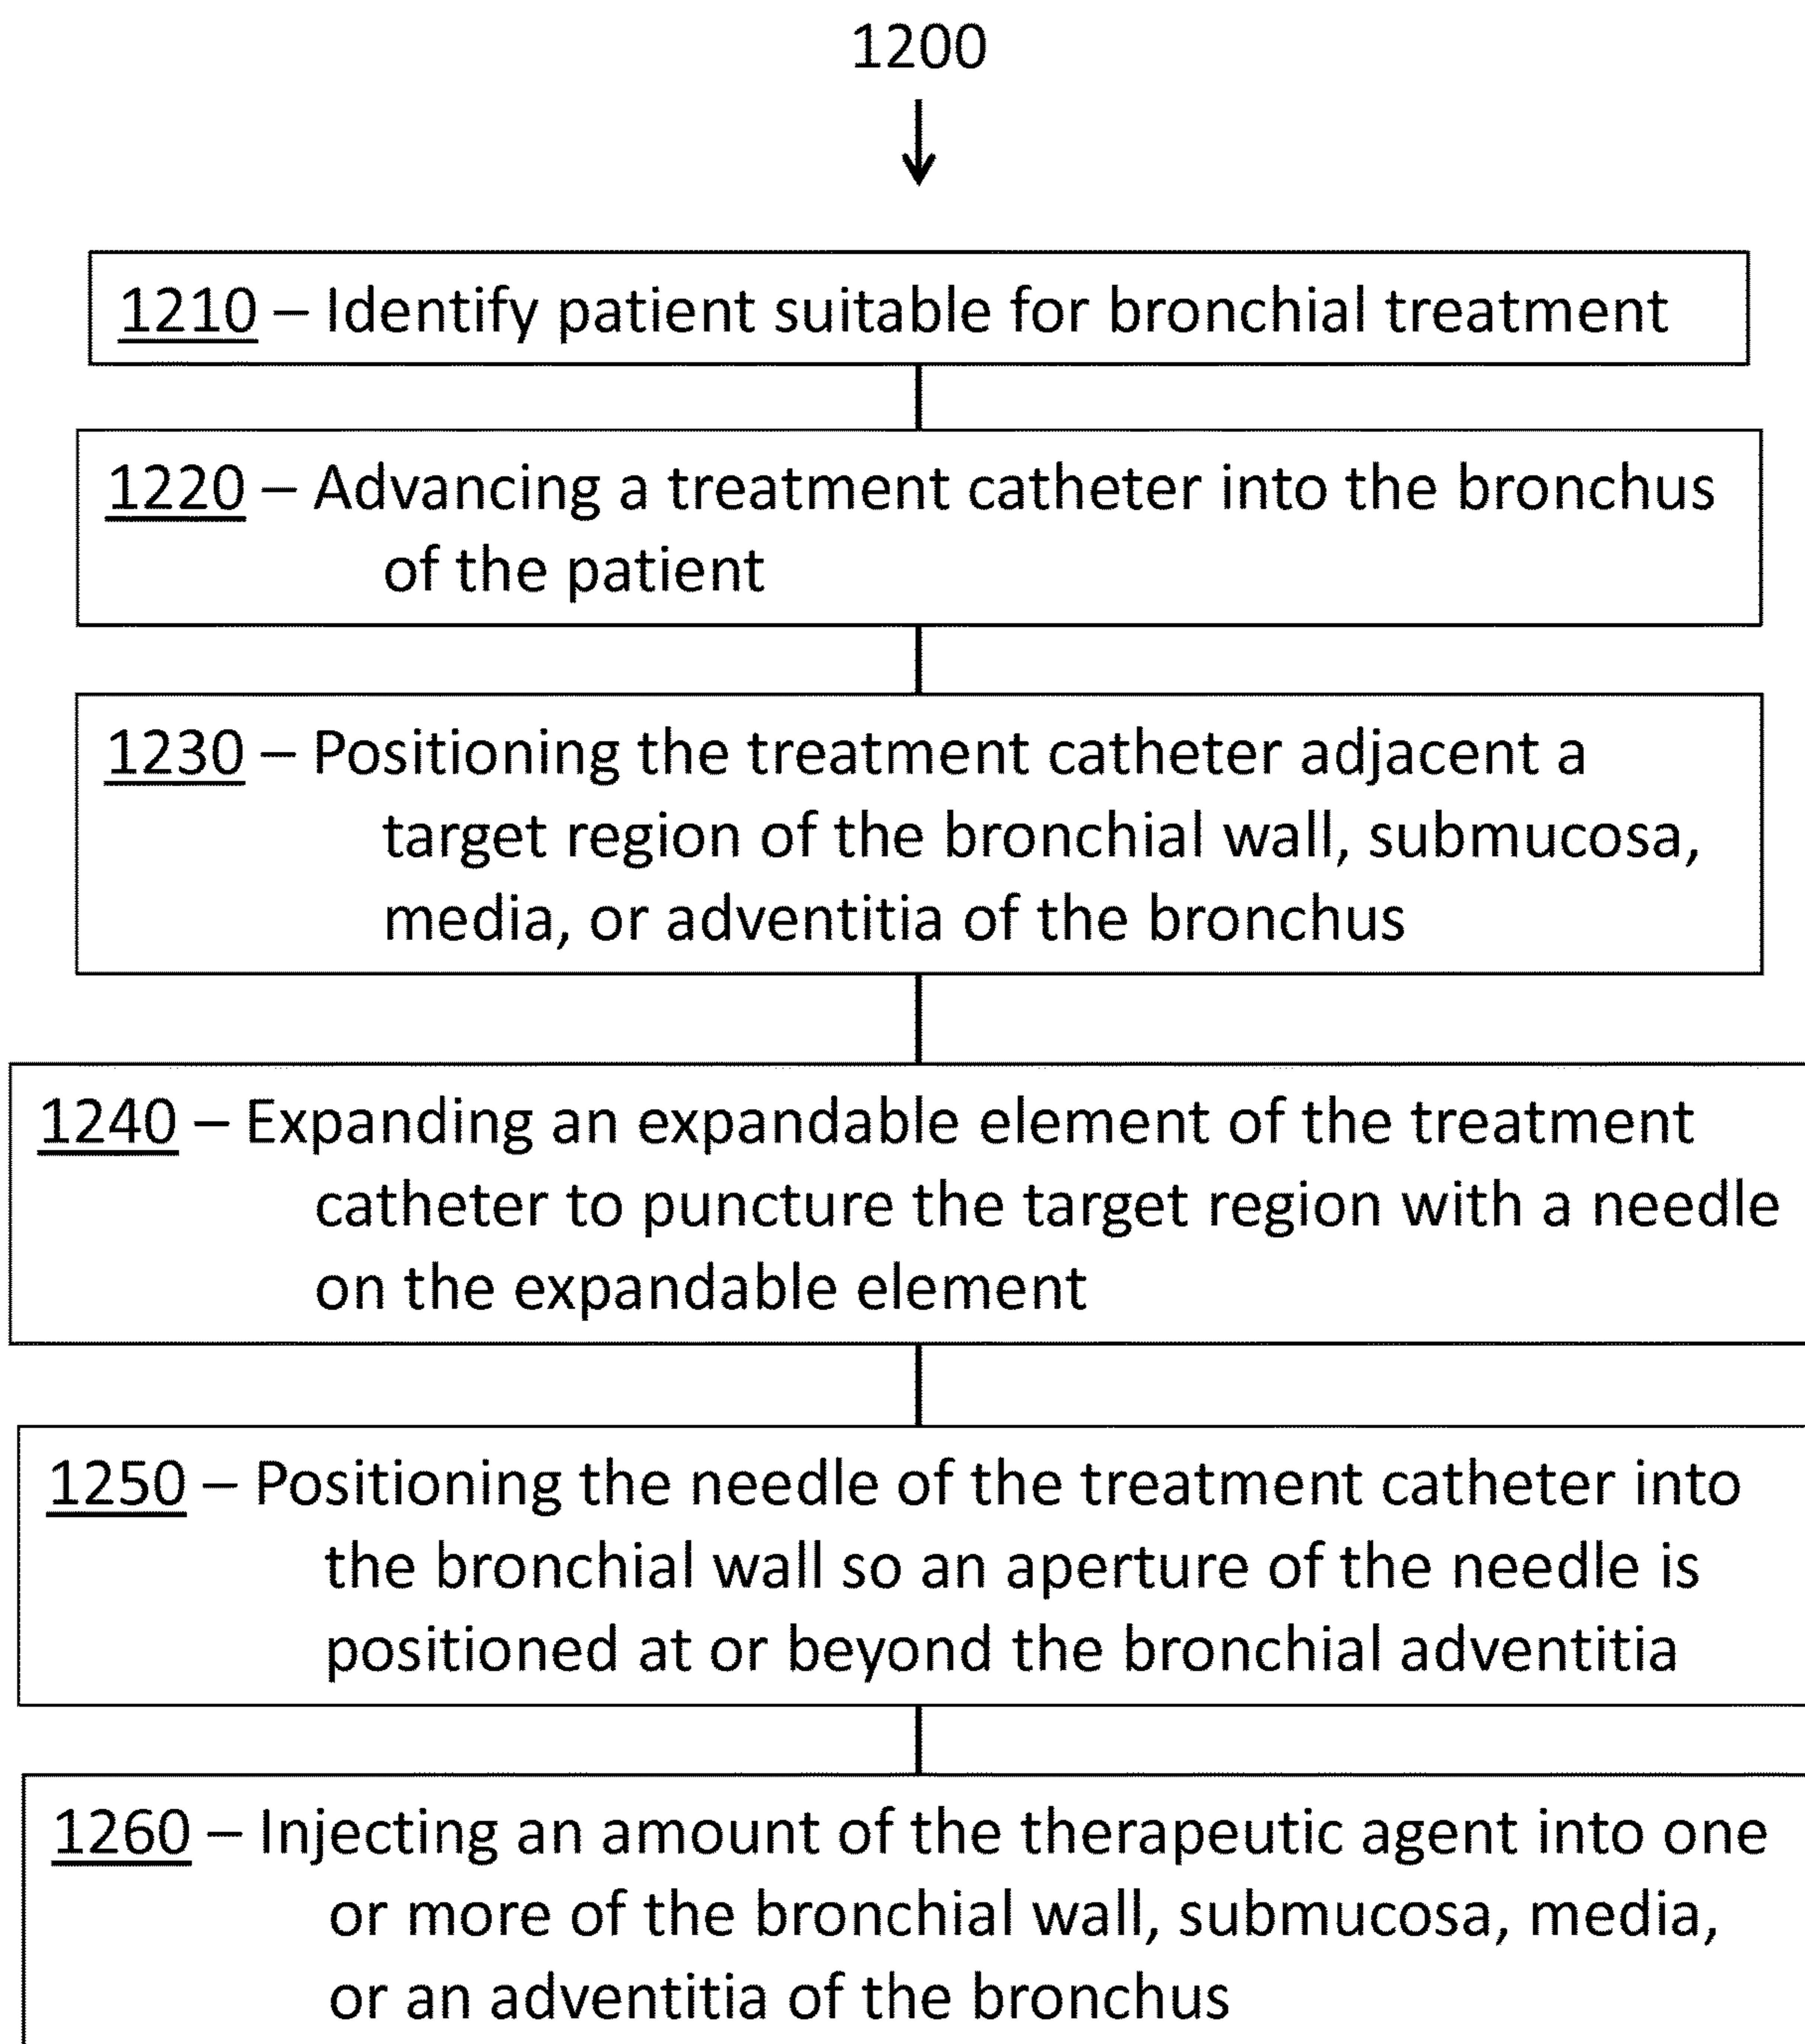 1200
1210 – Identify patient suitable for bronchial treatment
1220 – Advancing a treatment catheter into the bronchus
of the patient
1230 – Positioning the treatment catheter adjacent a
target region of the bronchial wall, submucosa,
media, or adventitia of the bronchus
1240 – Expanding an expandable element of the treatment
catheter to puncture the target region with a needle
on the expandable element
1250 – Positioning the needle of the treatment catheter into
the bronchial wall so an aperture of the needle is
positioned at or beyond the bronchial adventitia
1260 – Injecting an amount of the therapeutic agent into one
or more of the bronchial wall, submucosa, media,
or an adventitia of the bronchus